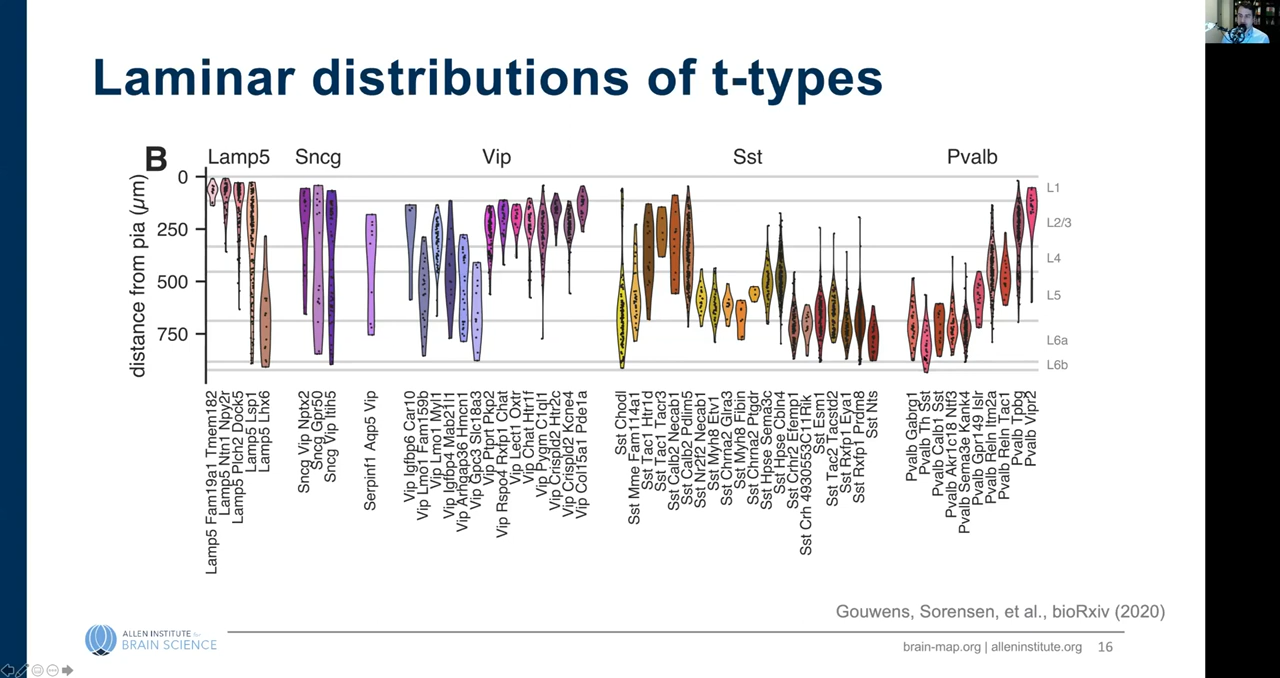 Laminar distributions of t-types
B
Lamp5 Sncg Vip Sst Pvalb
distance from pia (µm)
0
250
500
750
L1
L2/3
L4
L5
L6a
L6b
Lamp5 Fam19a1 Tmem182
Lamp5 Ntn1 Npy2r
Lamp5 Plch2 Dock5
Lamp5 Lsp1
Lamp5 Lhx6
Sncg Vip Nptx2
Sncg Gpr50
Sncg Vip Itih5
Serpinf1 Aqp5 Vip
Vip Igfbp6 Car10
Vip Lmo1 Fam159b
Vip Lmo1 Myl1
Vip Igfbp4 Mab21l1
Vip Arhgap36 Hmcn1
Vip Gpc3 Slc18a3
Vip Ptprt Pkp2
Vip Rspo4 Rxfp1 Chat
Vip Lect1 Oxtr
Vip Chat Htr1f
Vip Pygm C1ql1
Vip Crispld2 Htr2c
Vip Crispld2 Kcne4
Vip Col15a1 Pde1a
Sst Chodl
Sst Mme Fam114a1
Sst Tac1 Htr1d
Sst Tac1 Tacr3
Sst Calb2 Necab1
Sst Calb2 Pdlim5
Sst Nr2f2 Necab1
Sst Myh8 Etv1
Sst Chrna2 Glra3
Sst Myh8 Fibin
Sst Chrna2 Ptgdr
Sst Hpse Sema3c
Sst Hpse Cbln4
Sst Crhr2 Efemp1
Sst Crh 4930553C11Rik
Sst Esm1
Sst Tac2 Tacstd2
Sst Rxfp1 Eya1
Sst Rxfp1 Prdm8
Sst Nts
Pvalb Gabrg1
Pvalb Th Sst
Pvalb Calb1 Sst
Pvalb Akr1c18 Ntf3
Pvalb Sema3e Kank4
Pvalb Gpr149 Islr
Pvalb Reln Itm2a
Pvalb Reln Tac1
Pvalb Tpbg
Pvalb Vipr2
Gouwens, Sorensen, et al., bioRxiv (2020)
ALLEN INSTITUTE for
BRAIN SCIENCE
brain-map.org | alleninstitute.org 16